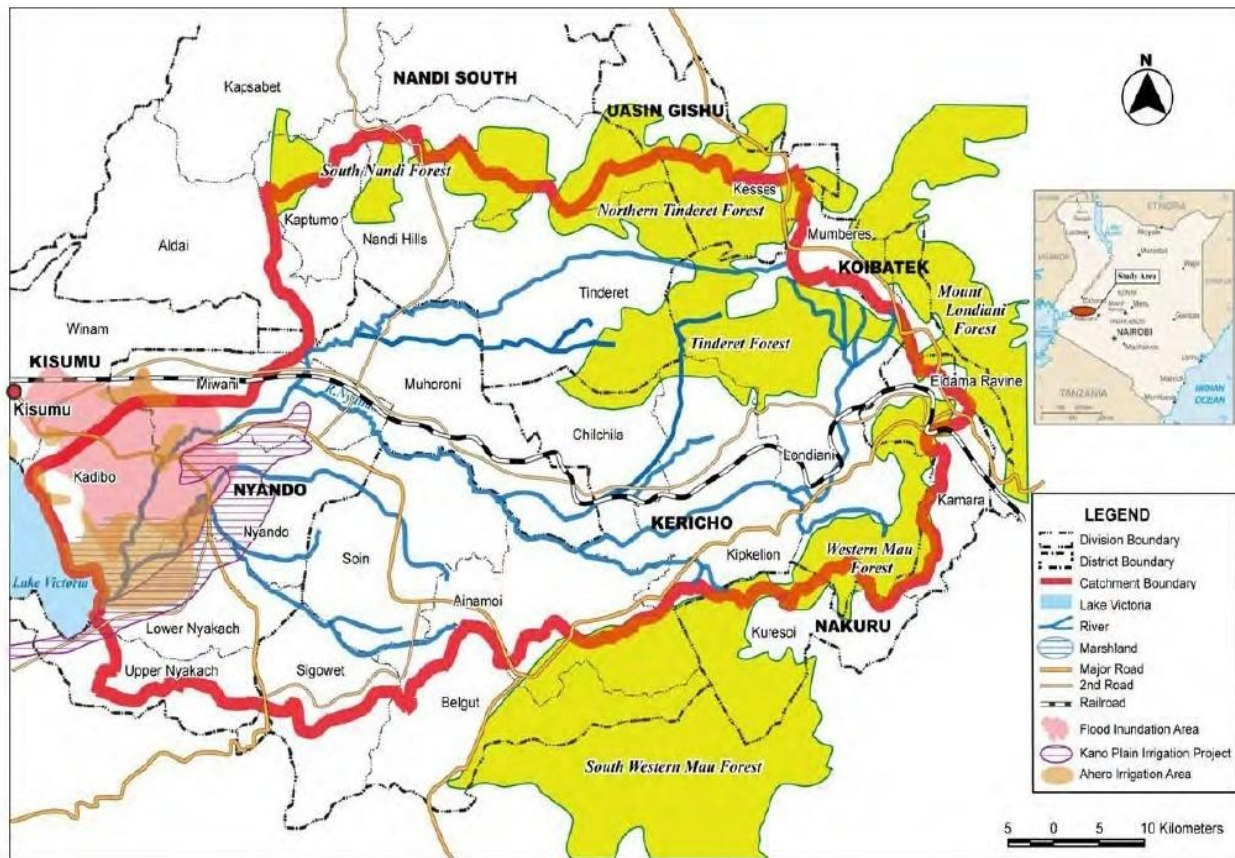 NANDI SOUTH
Kapsabet
UASIN GISHU
N
South Nandi Forest
Kesses
Kaptumo
Northern Tinderet Forest
Nandi Hills
Mumberes
Aldai
KOIBATEK
Tinderet
Mount
Londiani
Forest
Winam
Tinderet Forest
KISUMU
Miwani
Muhoroni
Eldama Ravine
Kisumu
Chilchila
Londiani
Kadibo
NYANDO
Kamara
Nyando
KERICHO
Soin
Kipkelion
Western Mau
Forest
Lake Victoria
Ainamoi
Lower Nyakach
Kuresoi
NAKURU
Upper Nyakach
Sigowet
Belgut
South Western Mau Forest
ETHIOPIA
Study Area
KENYA
NAIROBI
TANZANIA
INDIAN
OCEAN
LEGEND
Division Boundary
District Boundary
Catchment Boundary
Lake Victoria
River
Marshland
Major Road
2nd Road
Railroad
Flood Inundation Area
Kano Plain Irrigation Project
Ahero Irrigation Area
5 0 5 10 Kilometers